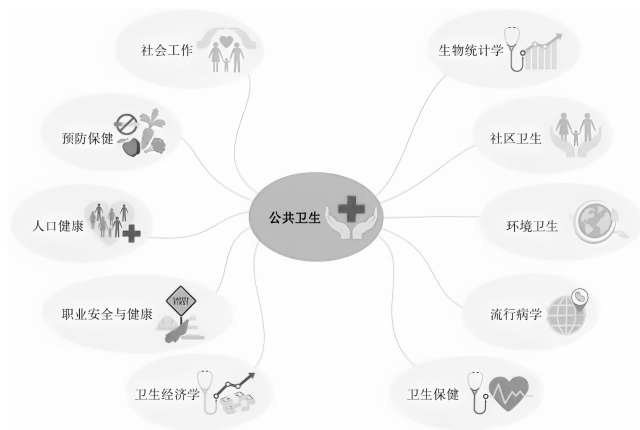 社会工作
生物统计学
预防保健
社区卫生
公共卫生
人口健康
环境卫生
职业安全与健康
SAFETY
FIRST
流行病学
卫生经济学
卫生保健